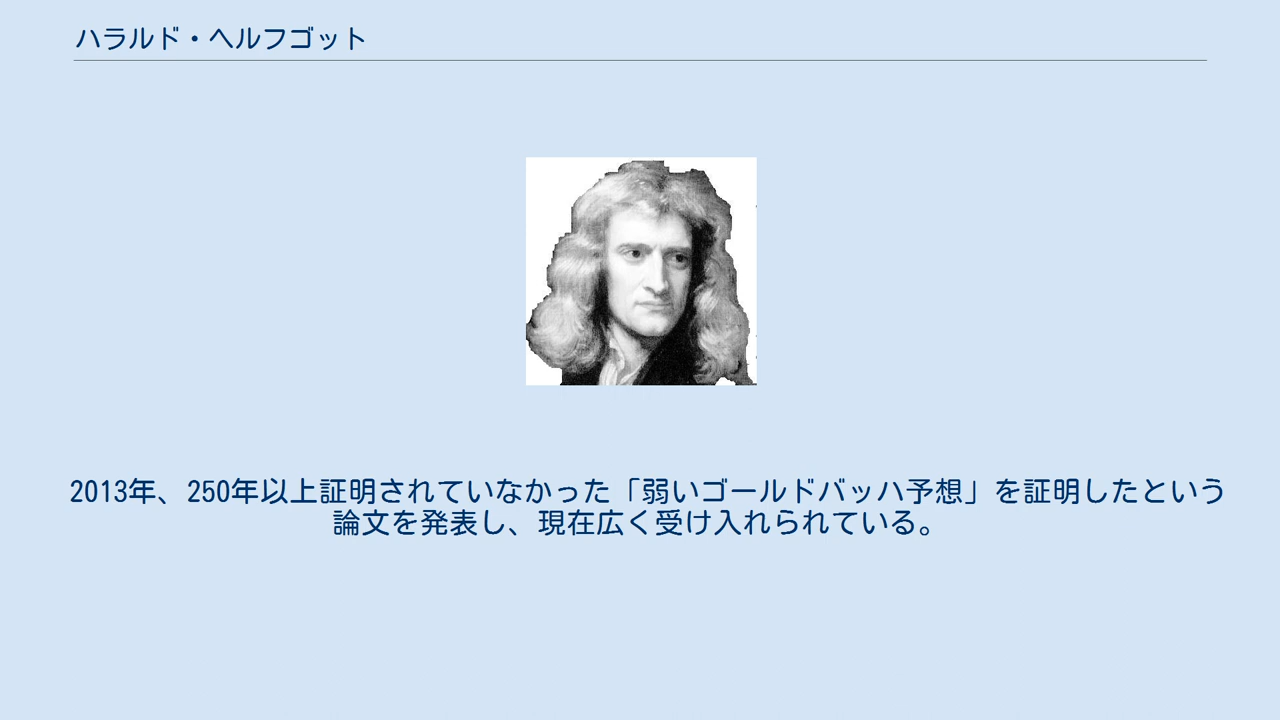 ハラルド・ヘルフゴット
2013年、250年以上証明されていなかった「弱いゴールドバッハ予想」を証明したという
論文を発表し、現在広く受け入れられている。